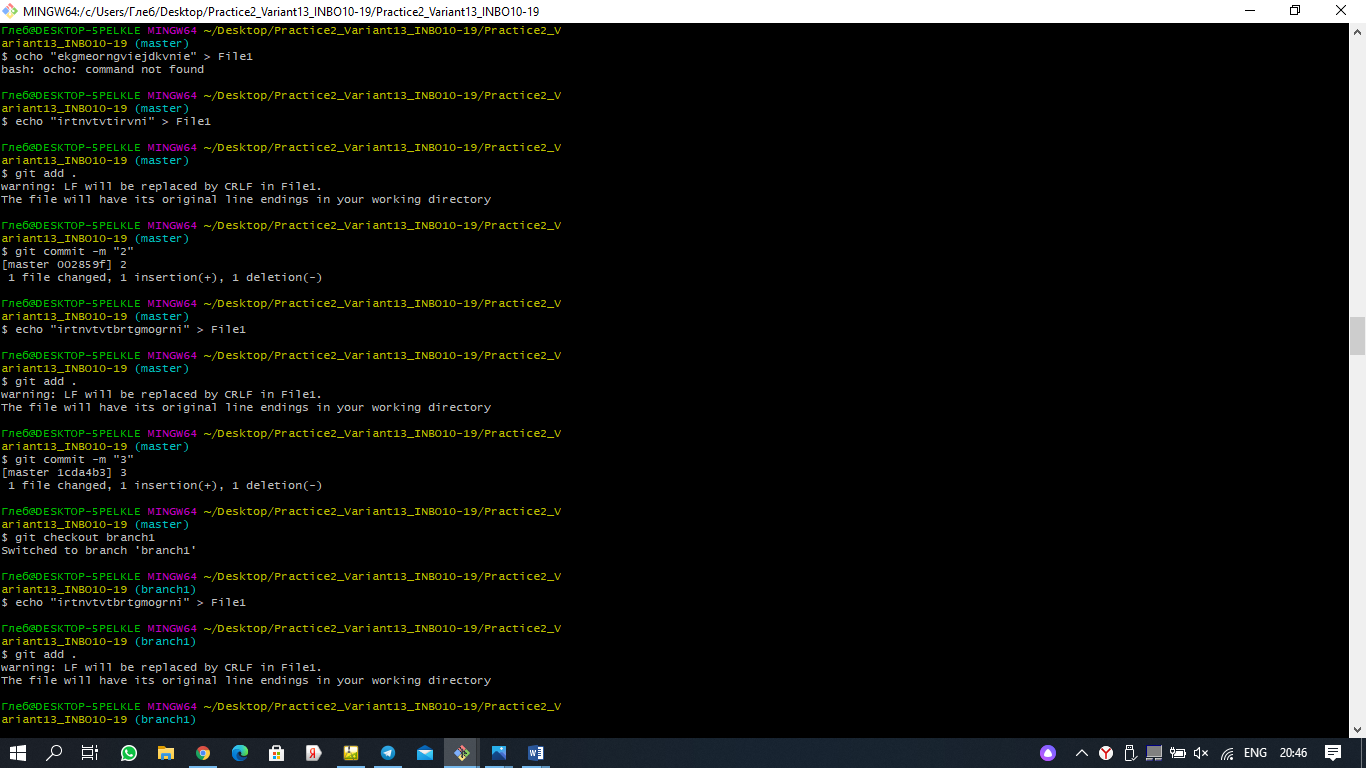 MINGW64:/c/Users/Глеб/Desktop/Practice2_Variant13_INBO10-19/Practice2_Variant13_INBO10-19
Глеб@DESKTOP-5PELKLE MINGW64 ~/Desktop/Practice2_Variant13_INBO10-19/Practice2_V
ariant13_INBO10-19 (master)
$ ocho "ekgmeorngviejdkvnie" > File1
bash: ocho: command not found
Глеб@DESKTOP-5PELKLE MINGW64 ~/Desktop/Practice2_Variant13_INBO10-19/Practice2_V
ariant13_INBO10-19 (master)
$ echo "irtnvtvtirvni" > File1
Глеб@DESKTOP-5PELKLE MINGW64 ~/Desktop/Practice2_Variant13_INBO10-19/Practice2_V
ariant13_INBO10-19 (master)
$ git add .
warning: LF will be replaced by CRLF in File1.
The file will have its original line endings in your working directory
Глеб@DESKTOP-5PELKLE MINGW64 ~/Desktop/Practice2_Variant13_INBO10-19/Practice2_V
ariant13_INBO10-19 (master)
$ git commit -m "2"
[master 002859f] 2
 1 file changed, 1 insertion(+), 1 deletion(-)
Глеб@DESKTOP-5PELKLE MINGW64 ~/Desktop/Practice2_Variant13_INBO10-19/Practice2_V
ariant13_INBO10-19 (master)
$ echo "irtnvtvtbrtgmogrni" > File1
Глеб@DESKTOP-5PELKLE MINGW64 ~/Desktop/Practice2_Variant13_INBO10-19/Practice2_V
ariant13_INBO10-19 (master)
$ git add .
warning: LF will be replaced by CRLF in File1.
The file will have its original line endings in your working directory
Глеб@DESKTOP-5PELKLE MINGW64 ~/Desktop/Practice2_Variant13_INBO10-19/Practice2_V
ariant13_INBO10-19 (master)
$ git commit -m "3"
[master 1cda4b3] 3
 1 file changed, 1 insertion(+), 1 deletion(-)
Глеб@DESKTOP-5PELKLE MINGW64 ~/Desktop/Practice2_Variant13_INBO10-19/Practice2_V
ariant13_INBO10-19 (master)
$ git checkout branch1
Switched to branch 'branch1'
Глеб@DESKTOP-5PELKLE MINGW64 ~/Desktop/Practice2_Variant13_INBO10-19/Practice2_V
ariant13_INBO10-19 (branch1)
$ echo "irtnvtvtbrtgmogrni" > File1
Глеб@DESKTOP-5PELKLE MINGW64 ~/Desktop/Practice2_Variant13_INBO10-19/Practice2_V
ariant13_INBO10-19 (branch1)
$ git add .
warning: LF will be replaced by CRLF in File1.
The file will have its original line endings in your working directory
Глеб@DESKTOP-5PELKLE MINGW64 ~/Desktop/Practice2_Variant13_INBO10-19/Practice2_V
ariant13_INBO10-19 (branch1)
ENG 20:46